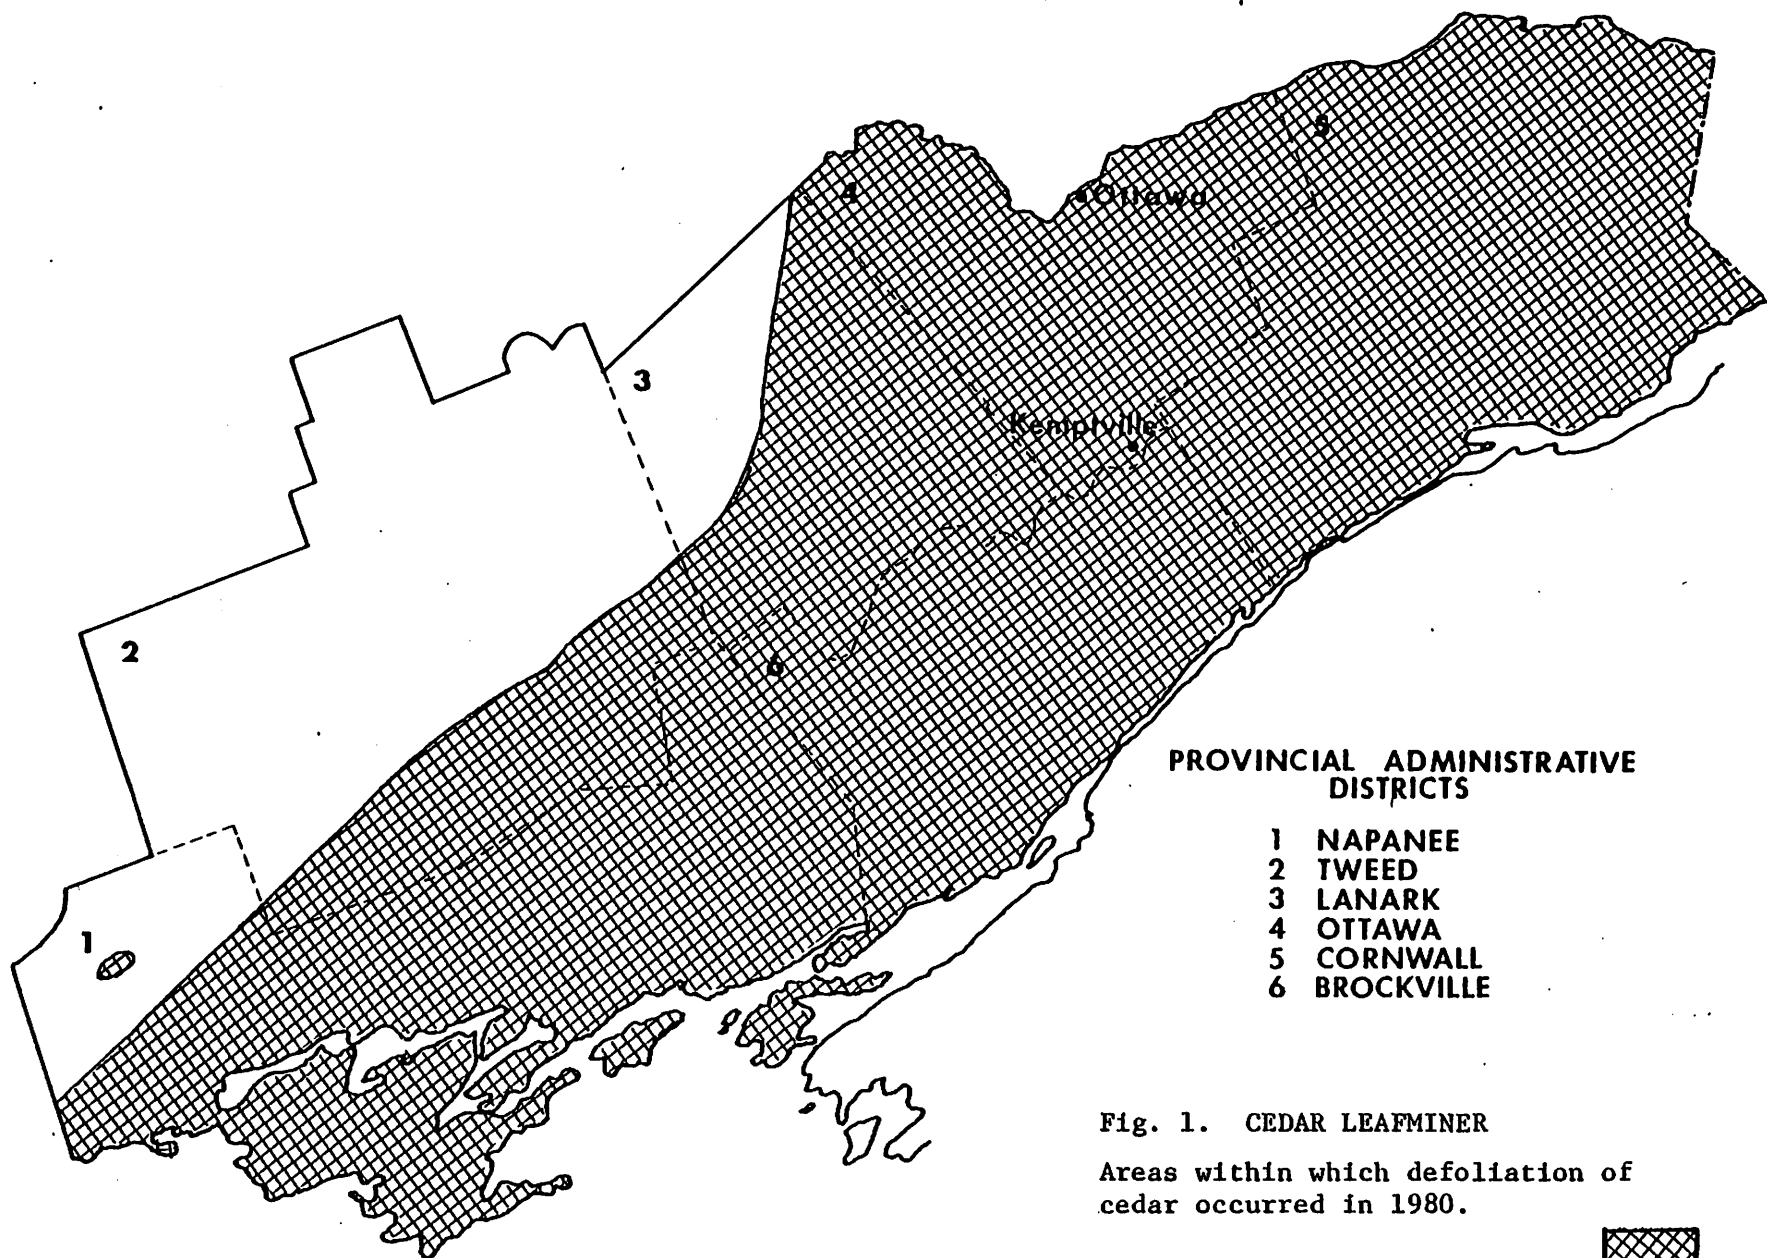 5
4
Ottawa
3
Kemptville
2
6
1
PROVINCIAL ADMINISTRATIVE
DISTRICTS
1 NAPANEE
2 TWEED
3 LANARK
4 OTTAWA
5 CORNWALL
6 BROCKVILLE
Fig. 1. CEDAR LEAFMINER
Areas within which defoliation of
cedar occurred in 1980.